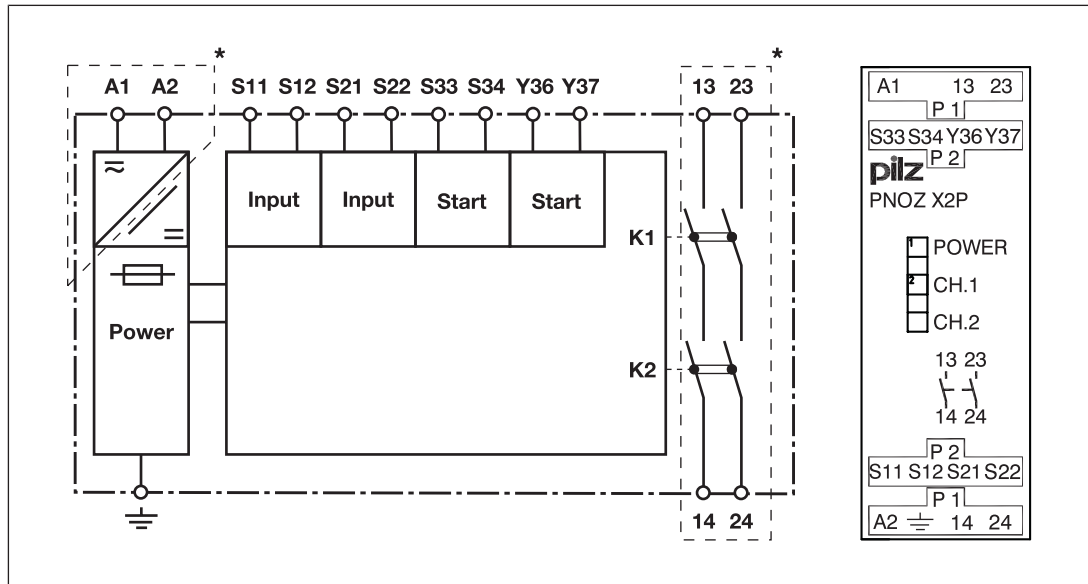 * *
A1 A2 S11 S12 S21 S22 S33 S34 Y36 Y37 13 23
Input Input Start Start
K1
Power
K2
14 24
A1 13 23
P 1
S33 S34 Y36 Y37
P 2
pilz
PNOZ X2P
1 POWER
2 CH.1
CH.2
13 23
14 24
P 2
S11 S12 S21 S22
P 1
A2 14 24